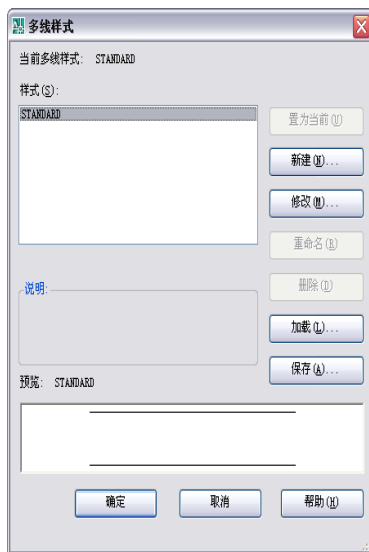 多线样式
当前多线样式: STANDARD
样式(S):
STANDARD
置为当前(U)
新建(N)...
修改(M)...
重命名(R)
说明:
删除(D)
加载(L)...
保存(A)...
预览: STANDARD
确定
取消
帮助(H)